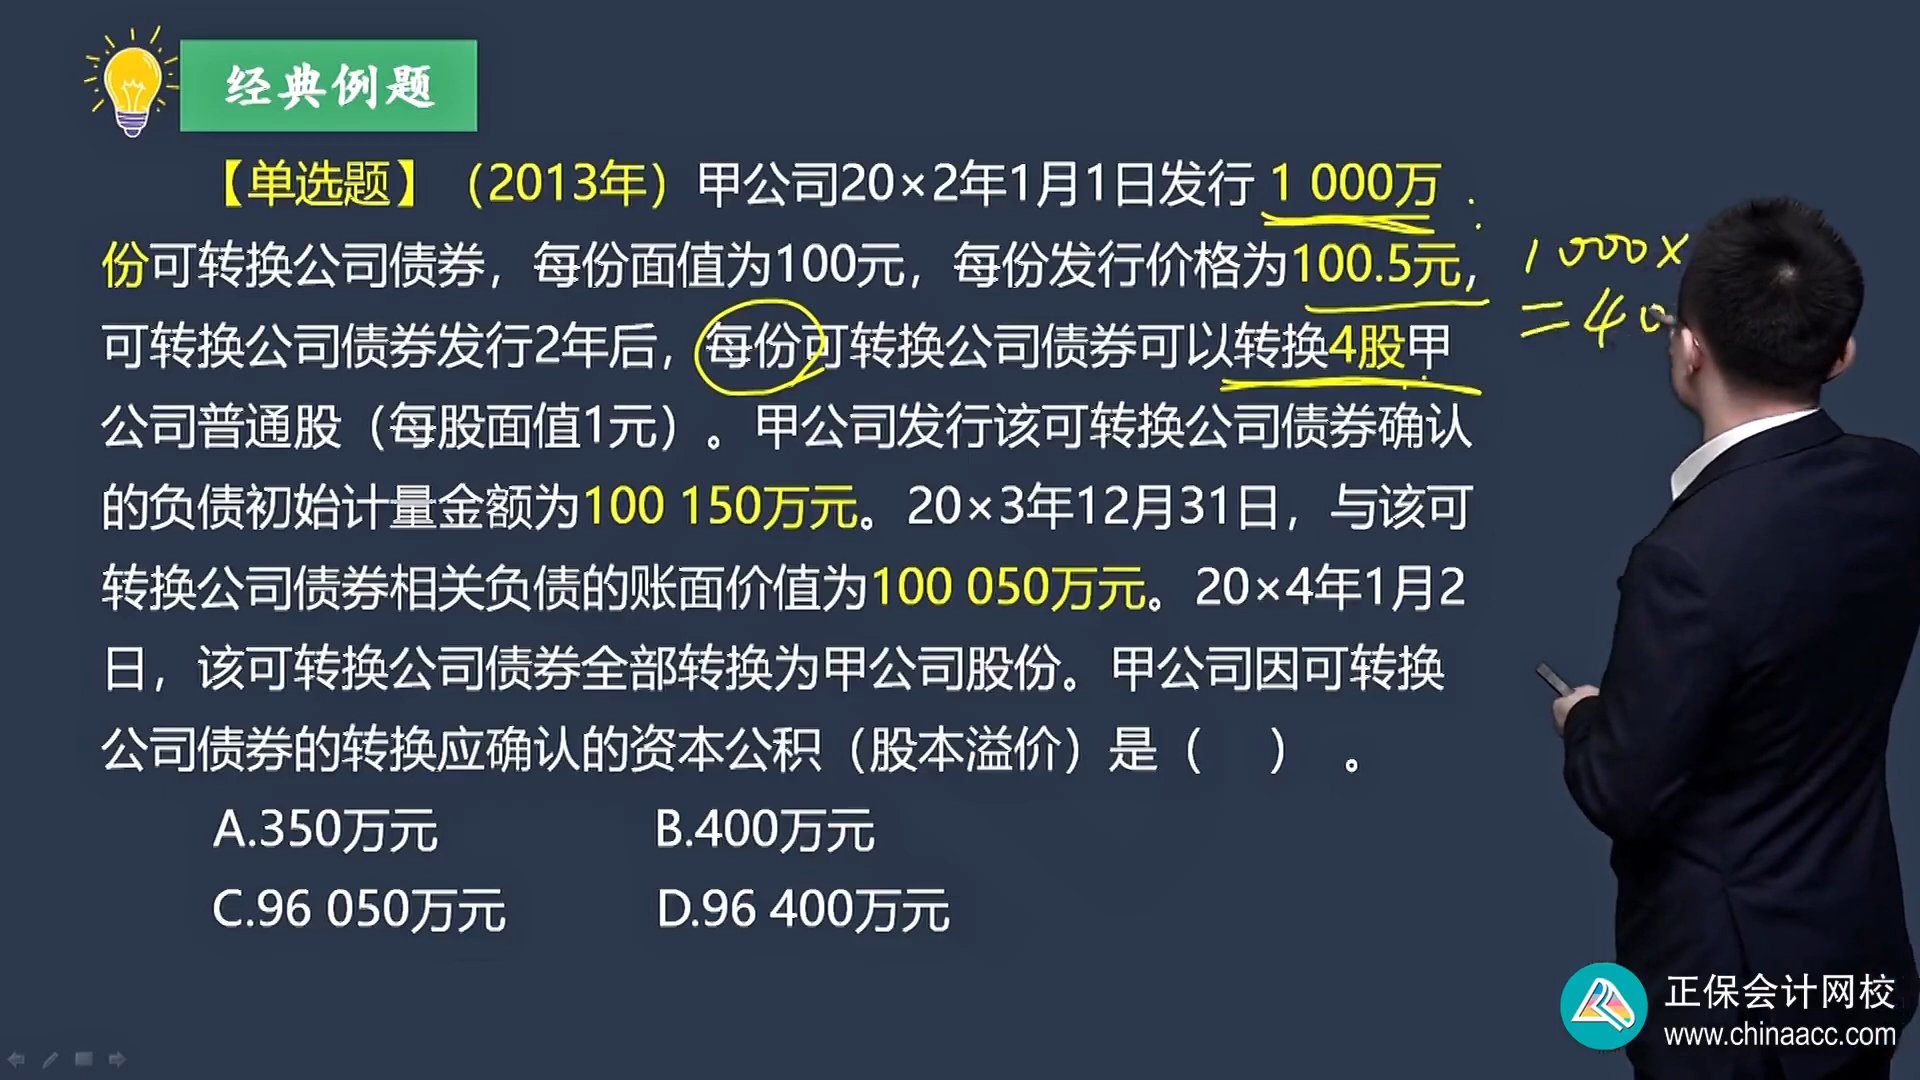 经典例题
【单选题】（2013年）甲公司20×2年1月1日发行 1 000万
份可转换公司债券，每份面值为100元，每份发行价格为100.5元，
可转换公司债券发行2年后，每份可转换公司债券可以转换4股甲
公司普通股（每股面值1元）。甲公司发行该可转换公司债券确认
的负债初始计量金额为100 150万元。20×3年12月31日，与该可
转换公司债券相关负债的账面价值为100 050万元。20×4年1月2
日，该可转换公司债券全部转换为甲公司股份。甲公司因可转换
公司债券的转换应确认的资本公积（股本溢价）是（　）　。
A.350万元　B.400万元
C.96 050万元　D.96 400万元
1000×
=40
正保会计网校
www.chinaacc.com